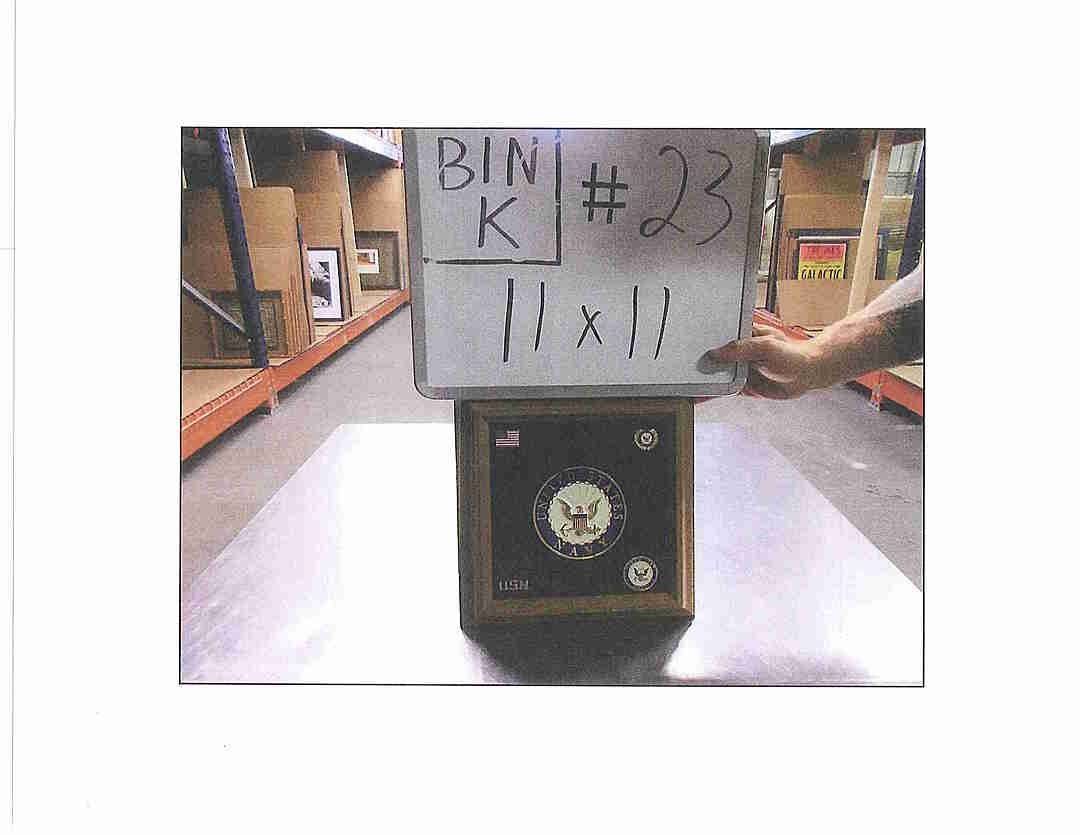 BIN
K
# 23
11 x 11
GALACTIC
UNITED STATES
NAVY
USN